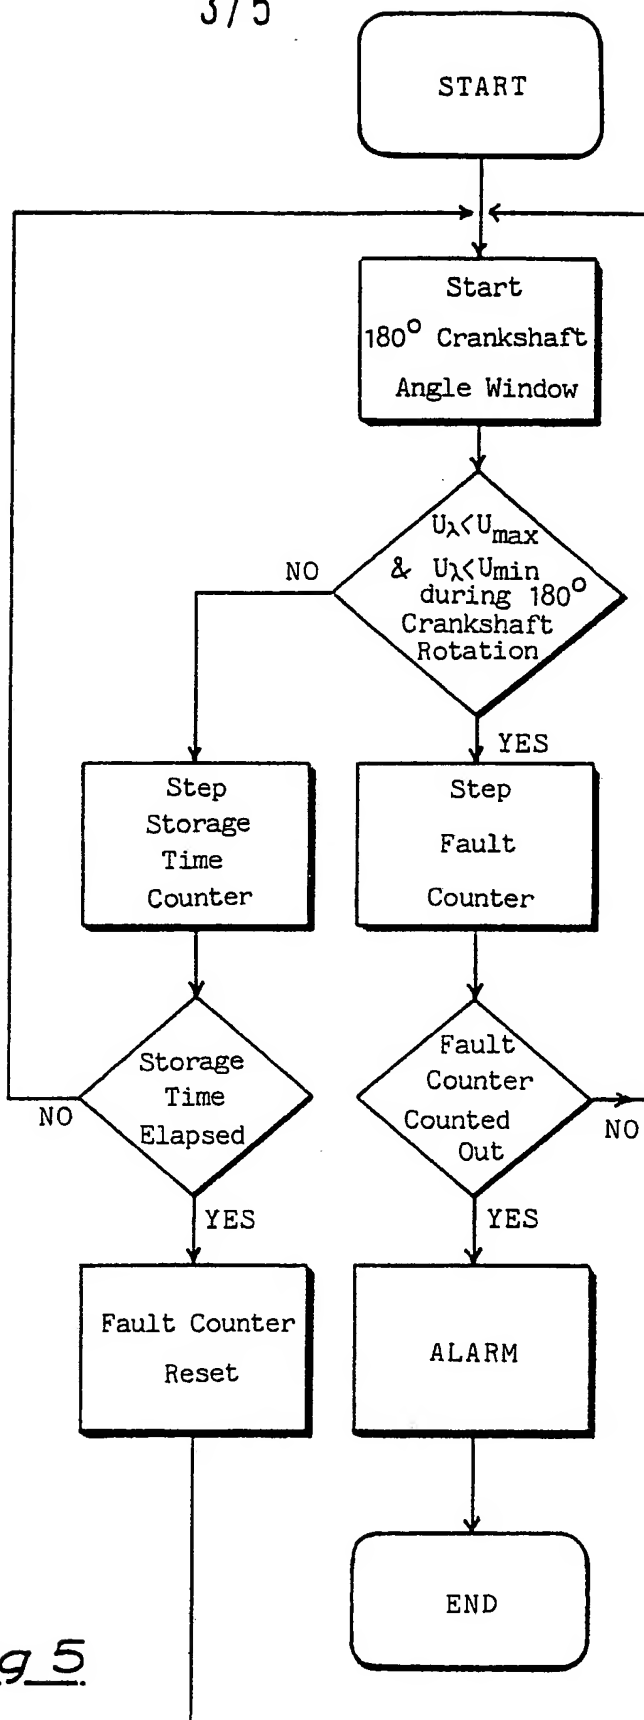 3/5
START
Start
180° Crankshaft
Angle Window
Uλ<Umax
& Uλ<Umin
during 180°
Crankshaft
Rotation
NO
YES
Step
Storage
Time
Counter
Step
Fault
Counter
Storage
Time
Elapsed
NO
Fault
Counter
Counted
Out
NO
YES
YES
Fault Counter
Reset
ALARM
END
g 5.